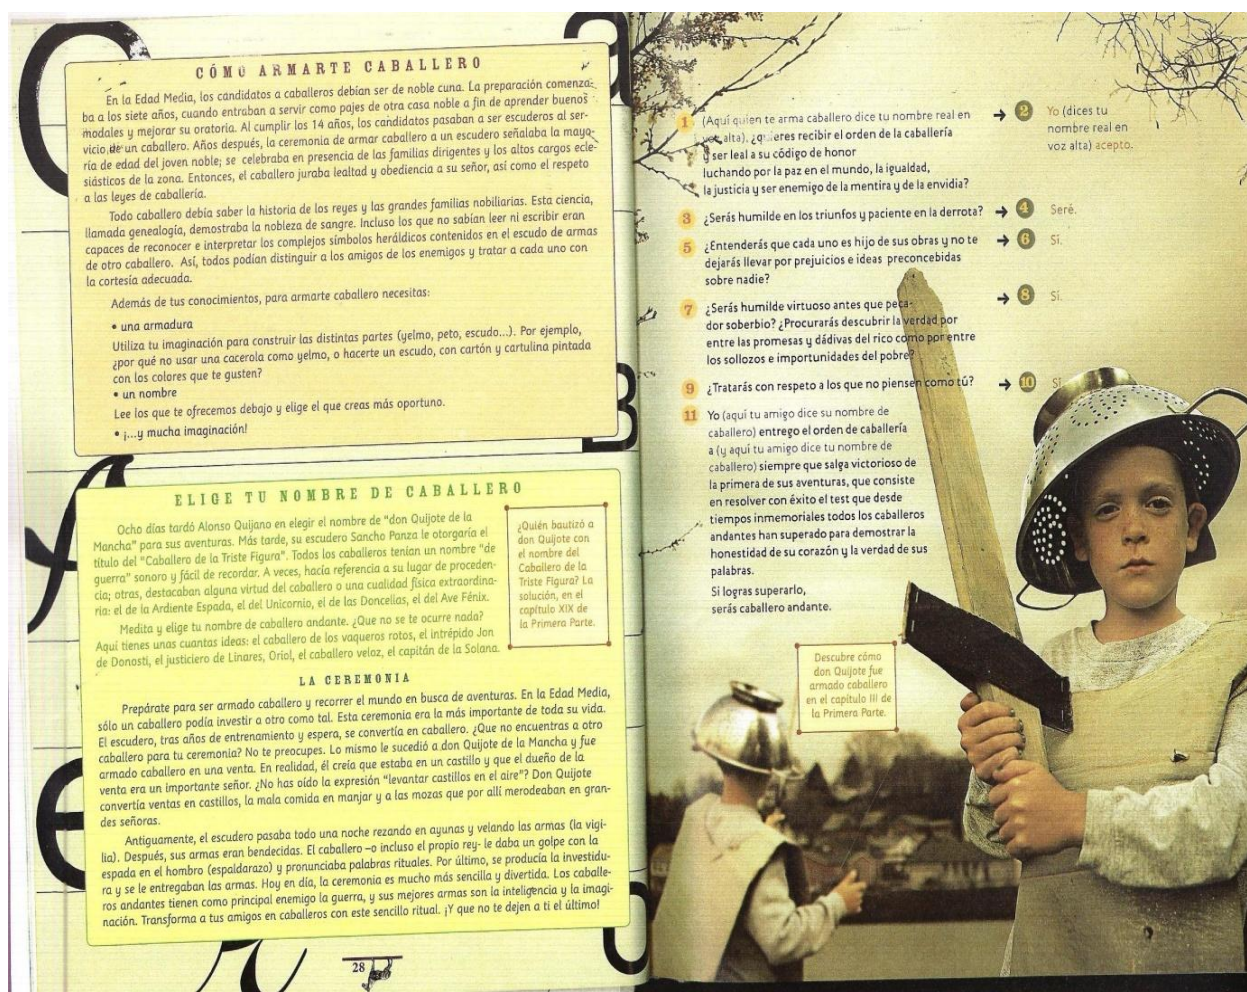 CÓMO ARMARTE CABALLERO
En la Edad Media, los candidatos a caballeros debían ser de noble cuna. La preparación comenza-
ba a los siete años, cuando entraban a servir como pajes de otra casa noble a fin de aprender buenos
modales y mejorar su oratoria. Al cumplir los 14 años, los candidatos pasaban a ser escuderos al ser-
vicio de un caballero. Años después, la ceremonia de armar caballero a un escudero señalaba la mayo-
ría de edad del joven noble; se celebraba en presencia de las familias dirigentes y los altos cargos ecle-
siásticos de la zona. Entonces, el caballero juraba lealtad y obediencia a su señor, así como el respeto
a las leyes de caballería.
Todo caballero debía saber la historia de los reyes y las grandes familias nobiliarias. Esta ciencia,
llamada genealogía, demostraba la nobleza de sangre. Incluso los que no sabían leer ni escribir eran
capaces de reconocer e interpretar los complejos símbolos heráldicos contenidos en el escudo de armas
de otro caballero. Así, todos podían distinguir a los amigos de los enemigos y tratar a cada uno con
la cortesía adecuada.
Además de tus conocimientos, para armarte caballero necesitas:
• una armadura
Utiliza tu imaginación para construir las distintas partes (yelmo, peto, escudo...). Por ejemplo,
¿por qué no usar una cacerola como yelmo, o hacerte un escudo, con cartón y cartulina pintada
con los colores que te gusten?
• un nombre
Lee los que te ofrecemos debajo y elige el que creas más oportuno.
• ¡...y mucha imaginación!
ELIGE TU NOMBRE DE CABALLERO
Ocho días tardó Alonso Quijano en elegir el nombre de "don Quijote de la
Mancha" para sus aventuras. Más tarde, su escudero Sancho Panza le otorgaría el
título del "Caballero de la Triste Figura". Todos los caballeros tenían un nombre "de
guerra" sonoro y fácil de recordar. A veces, hacía referencia a su lugar de proceden-
cia; otras, destacaban alguna virtud del caballero o una cualidad física extraordina-
ria: el de la Ardiente Espada, el del Unicornio, el de las Doncellas, el del Ave Fénix.
Medita y elige tu nombre de caballero andante. ¿Que no se te ocurre nada?
Aquí tienes unas cuantas ideas: el caballero de los vaqueros rotos, el intrépido Jon
de Donosti, el justiciero de Linares, Oriol, el caballero veloz, el capitán de la Solana.
¿Quién bautizó a
don Quijote con
el nombre del
Caballero de la
Triste Figura? La
solución, en el
capítulo XIX de
la Primera Parte.
LA CEREMONIA
Prepárate para ser armado caballero y recorrer el mundo en busca de aventuras. En la Edad Media,
sólo un caballero podía investir a otro como tal. Esta ceremonia era la más importante de toda su vida.
El escudero, tras años de entrenamiento y espera, se convertía en caballero. ¿Que no encuentras a otro
caballero para tu ceremonia? No te preocupes. Lo mismo le sucedió a don Quijote de la Mancha y fue
armado caballero en una venta. En realidad, él creía que estaba en un castillo y que el dueño de la
venta era un importante señor. ¿No has oído la expresión "levantar castillos en el aire"? Don Quijote
convertía ventas en castillos, la mala comida en manjar y a las mozas que por allí merodeaban en gran-
des señoras.
Antiguamente, el escudero pasaba todo una noche rezando en ayunas y velando las armas (la vigi-
lia). Después, sus armas eran bendecidas. El caballero –o incluso el propio rey- le daba un golpe con la
espada en el hombro (espaldarazo) y pronunciaba palabras rituales. Por último, se producía la investidu-
ra y se le entregaban las armas. Hoy en día, la ceremonia es mucho más sencilla y divertida. Los caballe-
ros andantes tienen como principal enemigo la guerra, y sus mejores armas son la inteligencia y la imagi-
nación. Transforma a tus amigos en caballeros con este sencillo ritual. ¡Y que no te dejen a ti el último!
28
1 (Aquí quien te arma caballero dice tu nombre real en
voz alta). ¿quieres recibir el orden de la caballería
y ser leal a su código de honor
luchando por la paz en el mundo, la igualdad,
la justicia y ser enemigo de la mentira y de la envidia?
→ 2 Yo (dices tu
nombre real en
voz alta) acepto.
3 ¿Serás humilde en los triunfos y paciente en la derrota? → 4 Seré.
5 ¿Entenderás que cada uno es hijo de sus obras y no te → 6 Sí.
dejarás llevar por prejuicios e ideas preconcebidas
sobre nadie?
7 ¿Serás humilde virtuoso antes que peca- → 8 Sí.
dor soberbio? ¿Procurarás descubrir la verdad por
entre las promesas y dádivas del rico como por entre
los sollozos e importunidades del pobre?
9 ¿Tratarás con respeto a los que no piensen como tú? → 10 Sí.
11 Yo (aquí tu amigo dice su nombre de
caballero) entrego el orden de caballería
a (y aquí tu amigo dice tu nombre de
caballero) siempre que salga victorioso de
la primera de sus aventuras, que consiste
en resolver con éxito el test que desde
tiempos inmemoriales todos los caballeros
andantes han superado para demostrar la
honestidad de su corazón y la verdad de sus
palabras.
Si logras superarlo,
serás caballero andante.
Descubre cómo
don Quijote fue
armado caballero
en el capítulo III de
la Primera Parte.